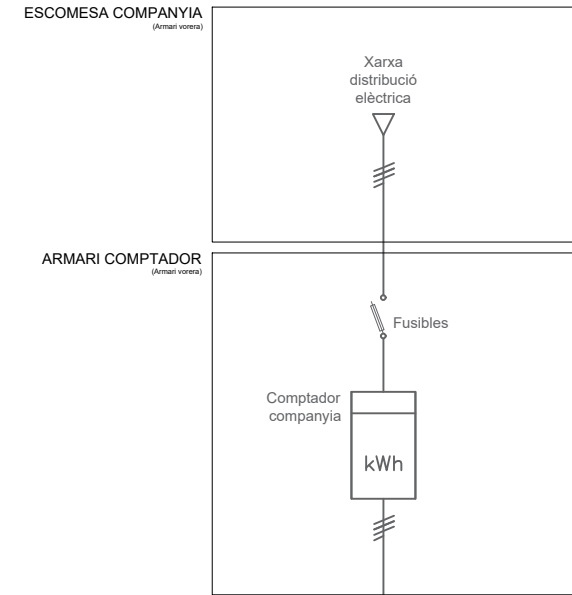 ESCOMESA COMPANYIA
(Armari vorera)
Xarxa
distribució
elèctrica
ARMARI COMPTADOR
(Armari vorera)
Fusibles
Comptador
companyia
kWh